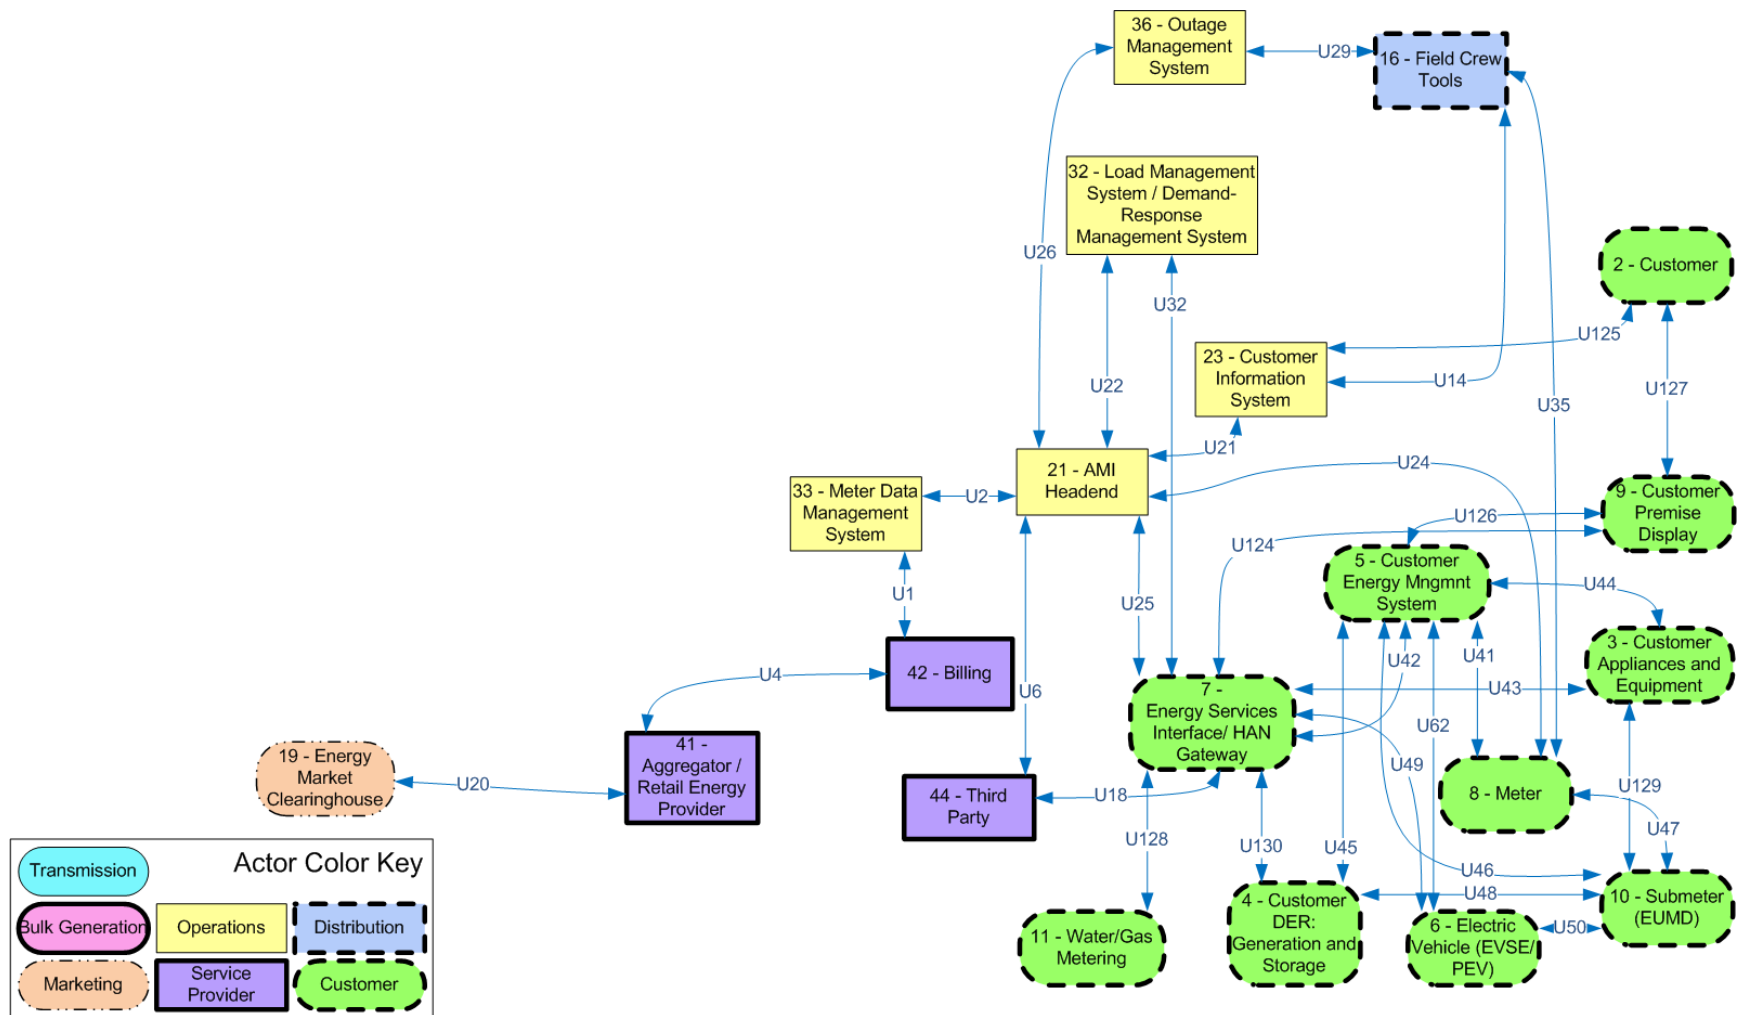 36 - Outage
Management
System
U29
16 - Field Crew
Tools
32 - Load Management
System / Demand-
Response
Management System
U26
U32
2 - Customer
U125
23 - Customer
Information
System
U22
U14
U127
U35
U21
21 - AMI
Headend
U24
33 - Meter Data
Management
System
U2
9 - Customer
Premise
Display
U126
U124
5 - Customer
Energy Mngmnt
System
U44
U1
U25
3 - Customer
Appliances and
Equipment
42 - Billing
U4
U6
U42
U41
U43
7 -
Energy Services
Interface/ HAN
Gateway
U62
U49
19 - Energy
Market
Clearinghouse
U20
41 -
Aggregator /
Retail Energy
Provider
44 - Third
Party
U18
8 - Meter
U129
U47
U128
U130
U45
U46
U48
4 - Customer
DER:
Generation and
Storage
10 - Submeter
(EUMD)
U50
6 - Electric
Vehicle (EVSE/
PEV)
11 - Water/Gas
Metering
Actor Color Key
Transmission
Bulk Generation
Operations
Distribution
Marketing
Service
Provider
Customer